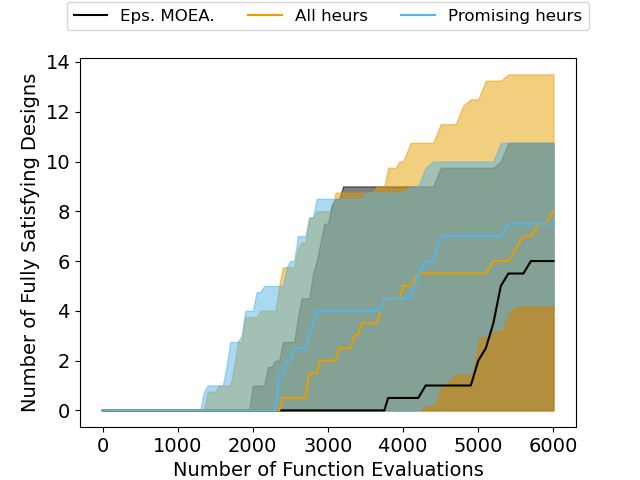 Eps. MOEA. All heurs Promising heurs
14
12
10
8
6
4
2
0
Number of Fully Satisfying Designs
0 1000 2000 3000 4000 5000 6000
Number of Function Evaluations